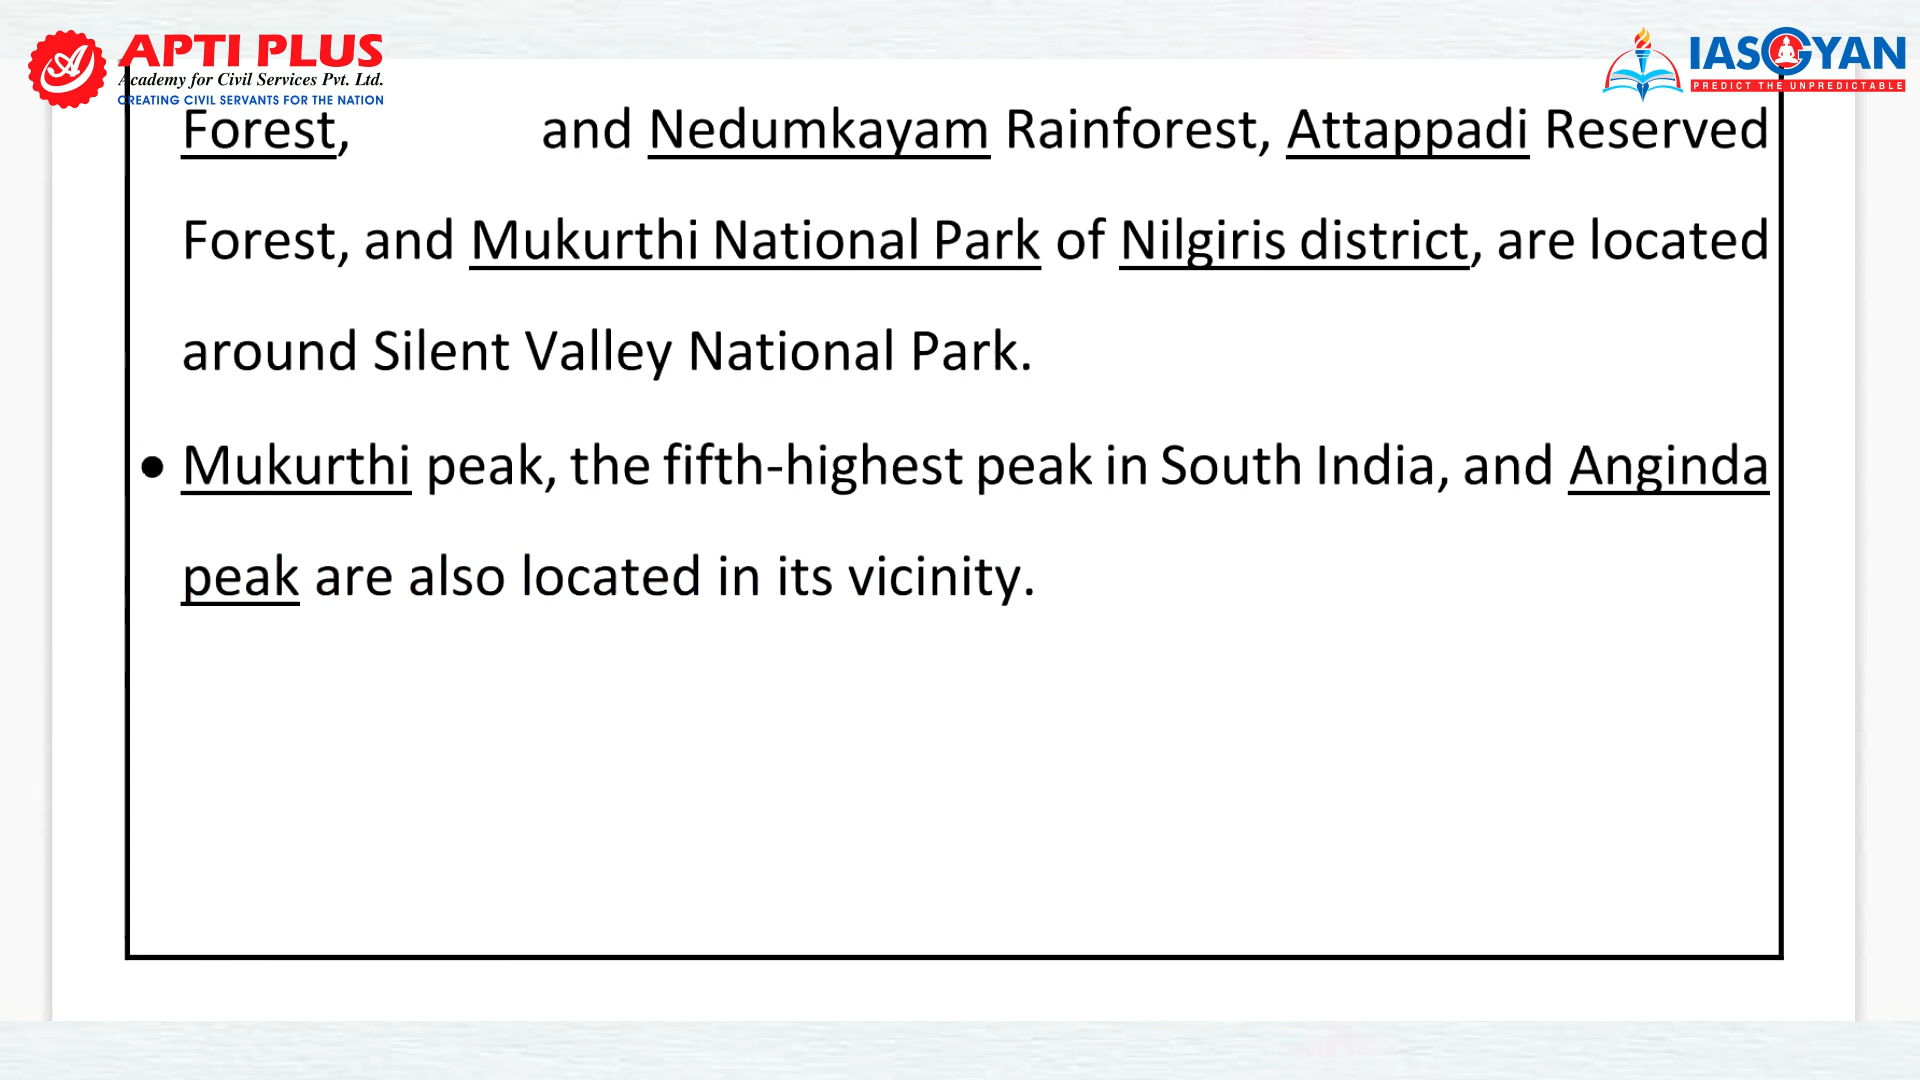 APTI PLUS
Academy for Civil Services Pvt. Ltd.
CREATING CIVIL SERVANTS FOR THE NATION
IASGYAN
PREDICT THE UNPREDICTABLE
Forest, and Nedumkayam Rainforest, Attappadi Reserved
Forest, and Mukurthi National Park of Nilgiris district, are located
around Silent Valley National Park.
• Mukurthi peak, the fifth-highest peak in South India, and Anginda
peak are also located in its vicinity.